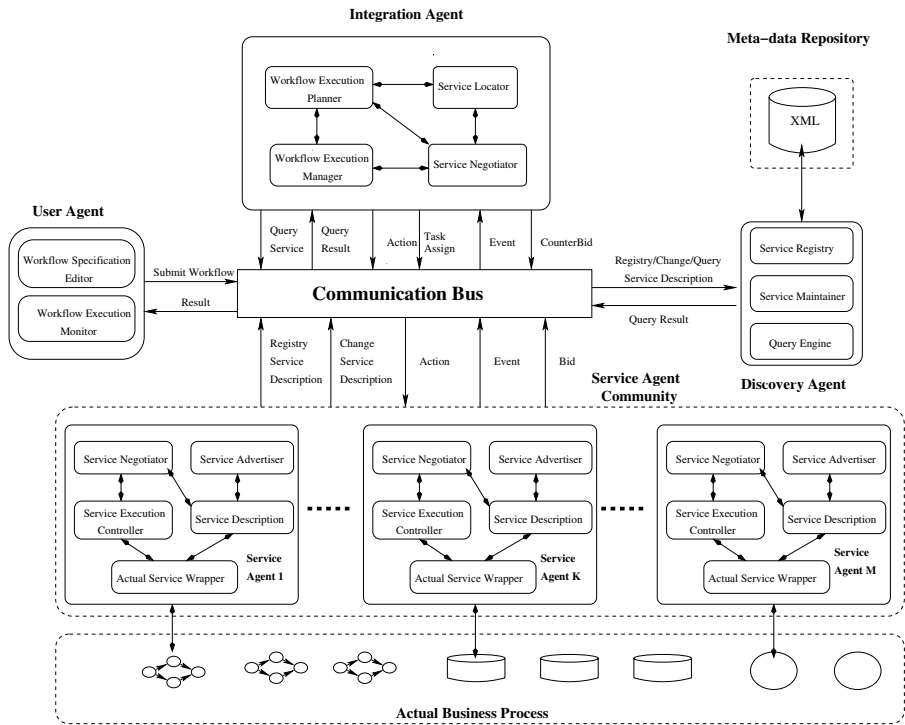 Integration Agent
Meta-data Repository
Workflow Execution
Planner
Service Locator
XML
Workflow Execution
Manager
Service Negotiator
User Agent
Workflow Specification
Editor
Workflow Execution
Monitor
Submit Workflow
Result
Query
Service
Query
Result
Action
Task
Assign
Event
CounterBid
Communication Bus
Registry/Change/Query
Service Description
Query Result
Service Registry
Service Maintainer
Query Engine
Discovery Agent
Registry
Service
Description
Change
Service
Description
Action
Event
Bid
Service Agent
Community
Service Negotiator
Service Advertiser
Service Execution
Controller
Service Description
Actual Service Wrapper
Service
Agent 1
Service Negotiator
Service Advertiser
Service Execution
Controller
Service Description
Actual Service Wrapper
Service
Agent K
Service Negotiator
Service Advertiser
Service Execution
Controller
Service Description
Actual Service Wrapper
Service
Agent M
Actual Business Process